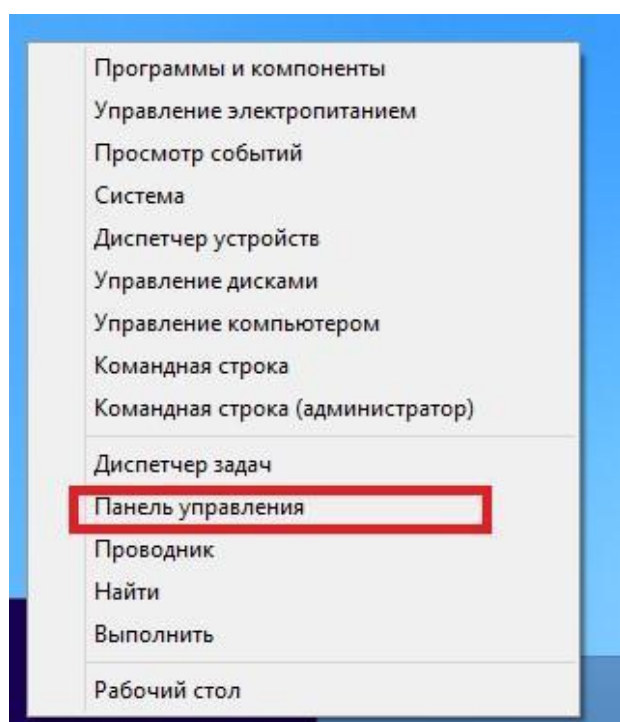 Программы и компоненты
Управление электропитанием
Просмотр событий
Система
Диспетчер устройств
Управление дисками
Управление компьютером
Командная строка
Командная строка (администратор)
Диспетчер задач
Панель управления
Проводник
Найти
Выполнить
Рабочий стол